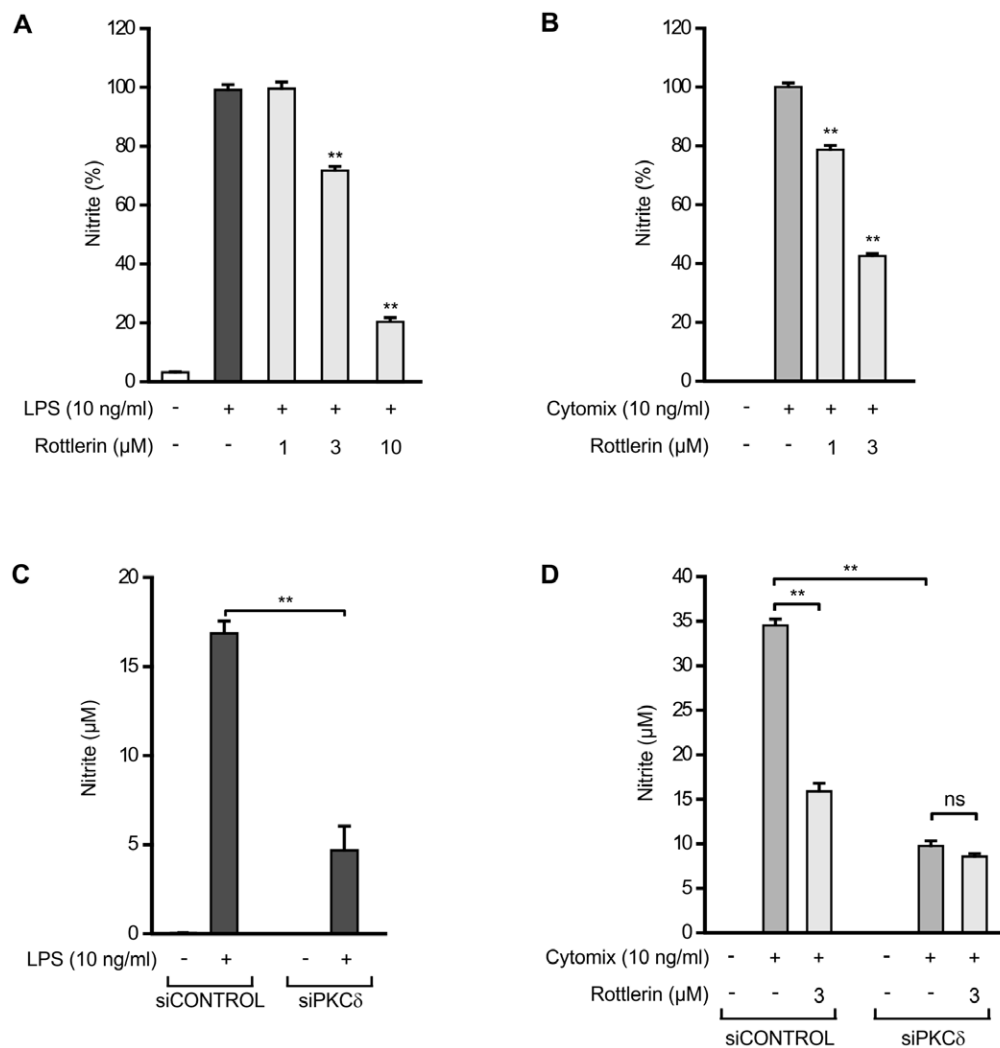 A
120
100
80
60
40
20
0
Nitrite (%)
**
**
LPS (10 ng/ml) - + + + +
Rottlerin (µM) - - 1 3 10
B
120
100
80
60
40
20
0
Nitrite (%)
**
**
Cytomix (10 ng/ml) - + + +
Rottlerin (µM) - - 1 3
C
20
15
10
5
0
Nitrite (µM)
**
LPS (10 ng/ml) - + - +
siCONTROL siPKCδ
D
40
35
30
25
20
15
10
5
0
Nitrite (µM)
**
**
ns
Cytomix (10 ng/ml) - + + - + +
Rottlerin (µM) - - 3 - - 3
siCONTROL siPKCδ